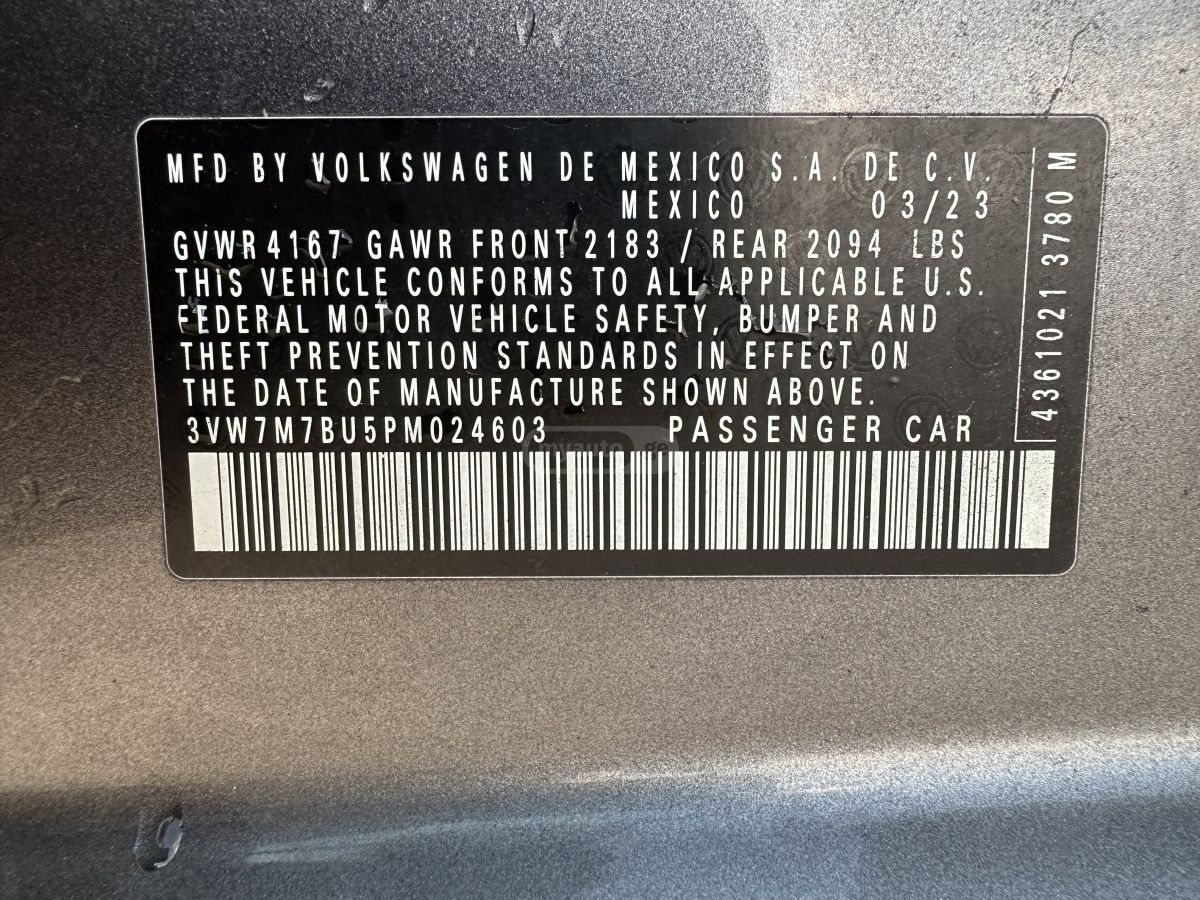 MFD BY VOLKSWAGEN DE MEXICO S.A. DE C.V.
MEXICO 03/23
GVWR 4167 GAWR FRONT 2183 / REAR 2094 LBS
THIS VEHICLE CONFORMS TO ALL APPLICABLE U.S.
FEDERAL MOTOR VEHICLE SAFETY, BUMPER AND
THEFT PREVENTION STANDARDS IN EFFECT ON
THE DATE OF MANUFACTURE SHOWN ABOVE.
3VW7M7BU5PM024603 PASSENGER CAR
4361021 3780 M
myauto.ge